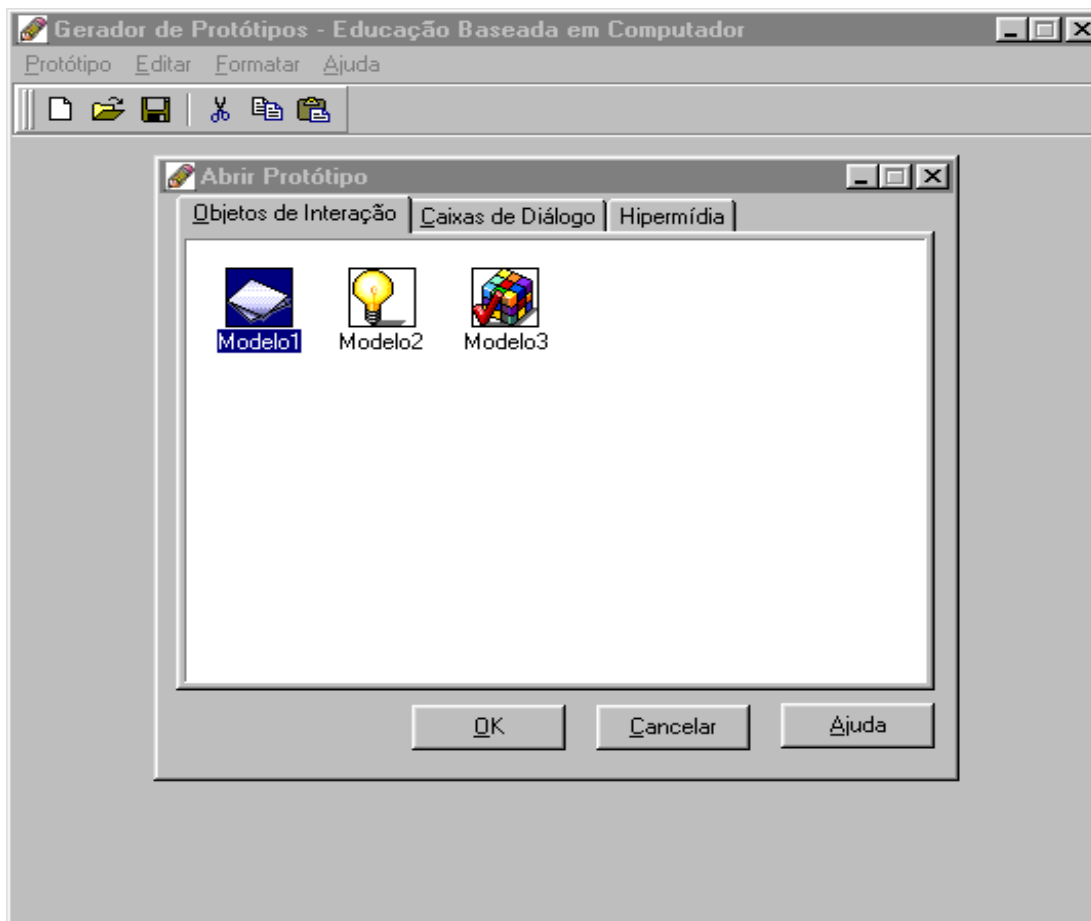 Gerador de Protótipos - Educação Baseada em Computador
Protótipo Editar Formatar Ajuda
Abrir Protótipo
Objetos de Interação Caixas de Diálogo Hipermídia
Modelo1 Modelo2 Modelo3
OK Cancelar Ajuda